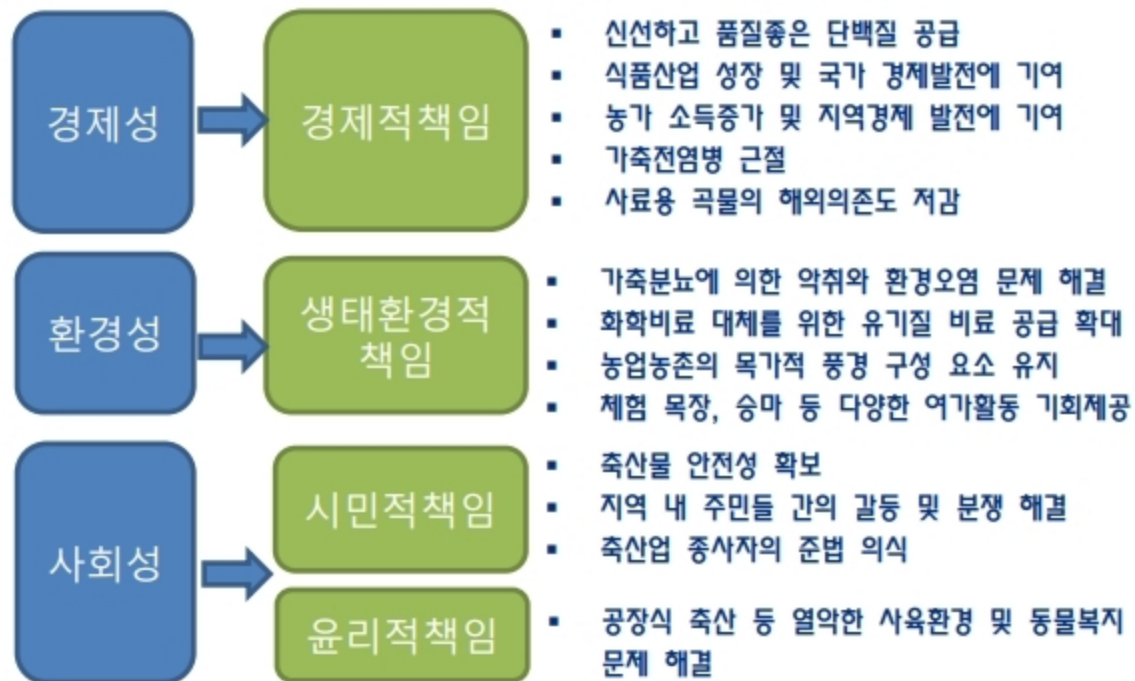 경제성
경제적책임
▪ 신선하고 품질좋은 단백질 공급
▪ 식품산업 성장 및 국가 경제발전에 기여
▪ 농가 소득증가 및 지역경제 발전에 기여
▪ 가축전염병 근절
▪ 사료용 곡물의 해외의존도 저감
환경성
생태환경적
책임
▪ 가축분뇨에 의한 악취와 환경오염 문제 해결
▪ 화학비료 대체를 위한 유기질 비료 공급 확대
▪ 농업농촌의 목가적 풍경 구성 요소 유지
▪ 체험 목장, 승마 등 다양한 여가활동 기회제공
사회성
시민적책임
▪ 축산물 안전성 확보
▪ 지역 내 주민들 간의 갈등 및 분쟁 해결
▪ 축산업 종사자의 준법 의식
윤리적책임
▪ 공장식 축산 등 열악한 사육환경 및 동물복지
문제 해결